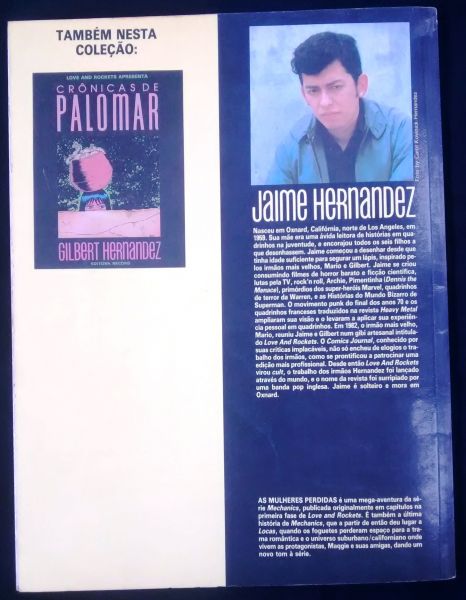 TAMBÉM NESTA
COLEÇÃO:
LOVE AND ROCKETS APRESENTA
CRÔNICAS DE
PALOMAR
GILBERT HERNANDEZ
EDITORA RECORD
Foto by Carol Kovinick Hernandez
JAIME HERNANDEZ
Nasceu em Oxnard, Califórnia, norte de Los Angeles, em
1959. Sua mãe era uma ávida leitora de histórias em qua-
drinhos na juventude, e encorajou todos os seis filhos a
que desenhassem. Jaime começou a desenhar desde que
tinha idade suficiente para segurar um lápis, inspirado pe-
los irmãos mais velhos, Mario e Gilbert. Jaime se criou
consumindo filmes de horror barato e ficção científica,
lutas pela TV, rock'n roll, Archie, Pimentinha (Dennis the
Menace), primórdios dos super-heróis Marvel, quadrinhos
de terror da Warren, e as Histórias do Mundo Bizarro de
Superman. O movimento punk do final dos anos 70 e os
quadrinhos franceses traduzidos na revista Heavy Metal
ampliaram sua visão e o levaram a aplicar sua experiên-
cia pessoal em quadrinhos. Em 1982, o irmão mais velho,
Mario, reuniu Jaime e Gilbert num gibi artesanal intitula-
do Love And Rockets. O Comics Journal, conhecido por
suas críticas implacáveis, não só encheu de elogios o tra-
balho dos irmãos, como se prontificou a patrocinar uma
edição mais profissional. Desde então Love And Rockets
virou cult, o trabalho dos irmãos Hernandez foi lançado
através do mundo, e o nome da revista foi surripiado por
uma banda pop inglesa. Jaime é solteiro e mora em
Oxnard.
AS MULHERES PERDIDAS é uma mega-aventura da sé-
rie Mechanics, publicada originalmente em capítulos na
primeira fase de Love and Rockets. É também a última
história de Mechanics, que a partir de então deu lugar a
Locas, quando os foguetes perderam espaço para a tra-
ma romântica e o universo suburbano/californiano onde
vivem as protagonistas, Maggie e suas amigas, dando um
novo tom à série.